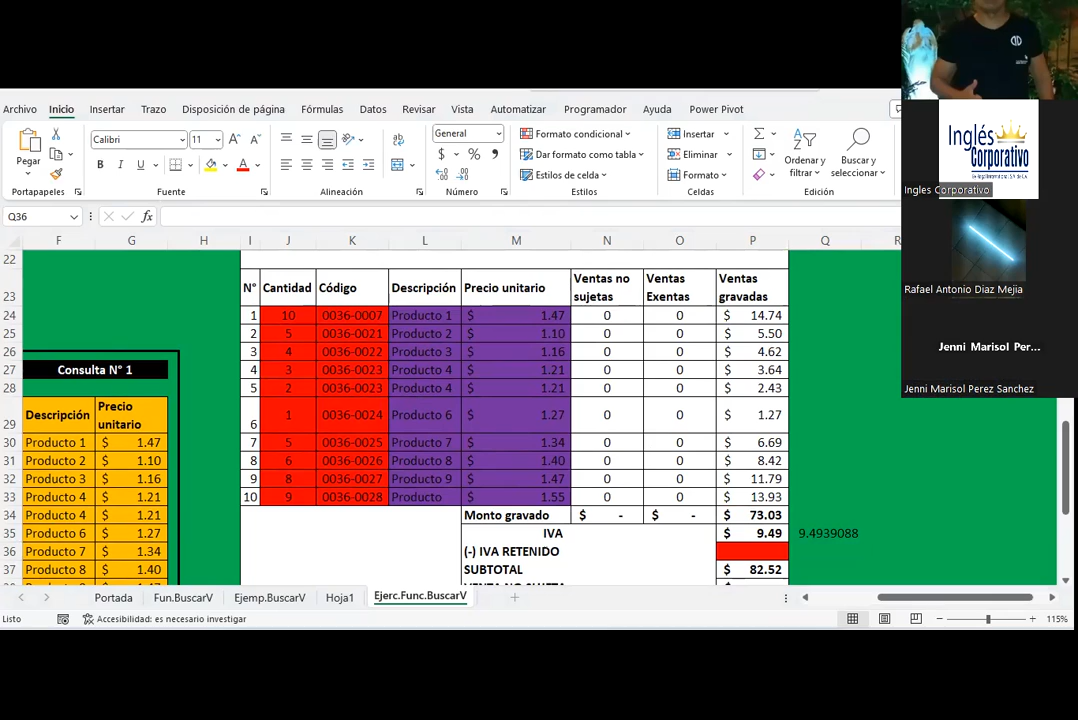 Archivo Inicio Insertar Trazo Disposición de página Fórmulas Datos Revisar Vista Automatizar Programador Ayuda Power Pivot
Pegar
Calibri 11
General
Formato condicional
Dar formato como tabla
Estilos de celda
Insertar
Eliminar
Formato
Ordenar y filtrar
Buscar y seleccionar
Portapapeles Fuente Alineación Número Estilos Celdas Edición
Q36 fx
F G H I J K L M N O P Q R
22
23 N° Cantidad Código Descripción Precio unitario Ventas no sujetas Ventas Exentas Ventas gravadas
24 1 10 0036-0007 Producto 1 $ 1.47 0 0 $ 14.74
25 2 5 0036-0021 Producto 2 $ 1.10 0 0 $ 5.50
26 3 4 0036-0022 Producto 3 $ 1.16 0 0 $ 4.62
27 Consulta N° 1 4 3 0036-0023 Producto 4 $ 1.21 0 0 $ 3.64
28 5 2 0036-0023 Producto 4 $ 1.21 0 0 $ 2.43
29 Descripción Precio unitario 6 1 0036-0024 Producto 6 $ 1.27 0 0 $ 1.27
30 Producto 1 $ 1.47 7 5 0036-0025 Producto 7 $ 1.34 0 0 $ 6.69
31 Producto 2 $ 1.10 8 6 0036-0026 Producto 8 $ 1.40 0 0 $ 8.42
32 Producto 3 $ 1.16 9 8 0036-0027 Producto 9 $ 1.47 0 0 $ 11.79
33 Producto 4 $ 1.21 10 9 0036-0028 Producto $ 1.55 0 0 $ 13.93
34 Producto 4 $ 1.21 Monto gravado $ - $ - $ 73.03
35 Producto 6 $ 1.27 IVA $ 9.49 9.4939088
36 Producto 7 $ 1.34 (-) IVA RETENIDO
37 Producto 8 $ 1.40 SUBTOTAL $ 82.52
Portada Fun.BuscarV Ejemp.BuscarV Hoja1 Ejerc.Func.BuscarV
Listo Accesibilidad: es necesario investigar 115%
Inglés
Corporativo
Ingles Corporativo
Rafael Antonio Diaz Mejia
Jenni Marisol Per...
Jenni Marisol Perez Sanchez